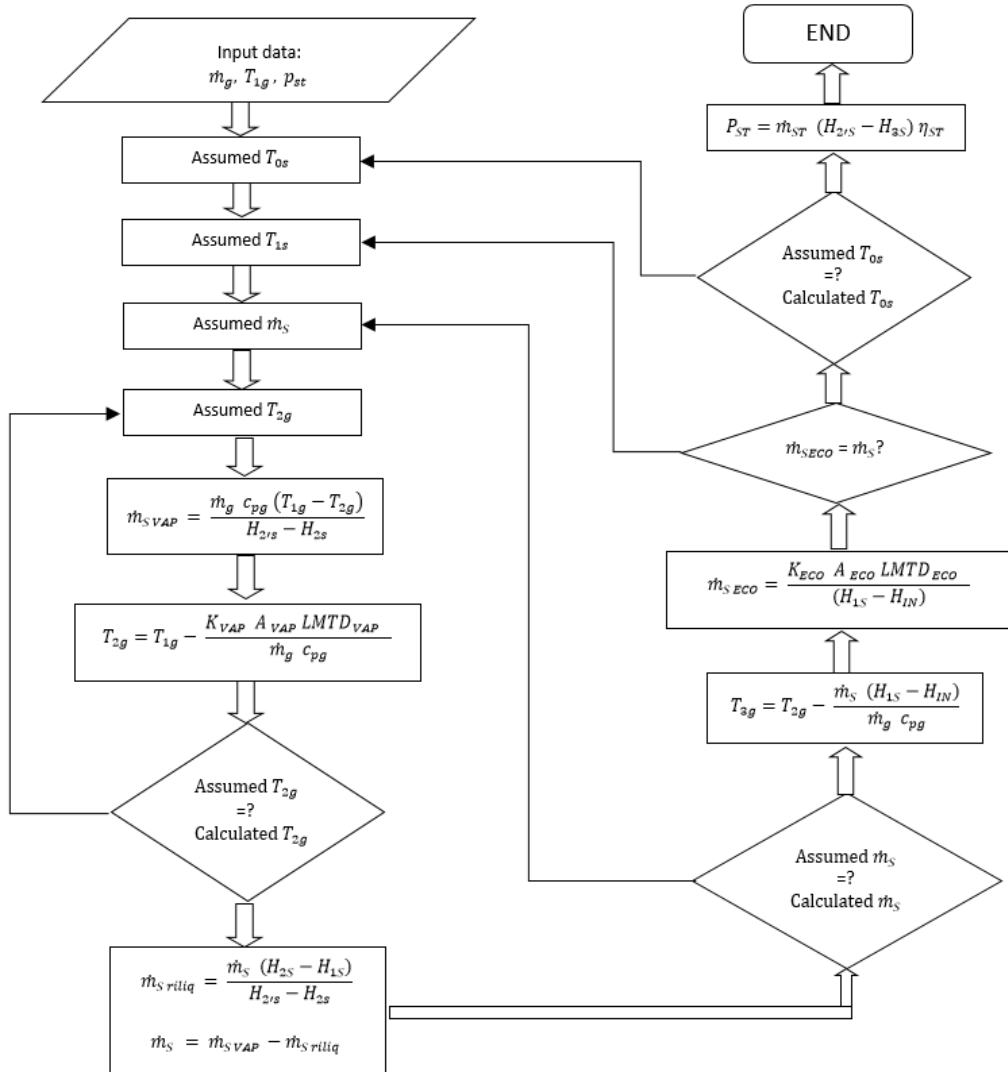 Input data:
ṁ_g, T_1g, p_st
Assumed T_0s
Assumed T_1s
Assumed ṁ_S
Assumed T_2g
ṁ_S VAP = ṁ_g c_pg (T_1g − T_2g) / H_2's − H_2s
T_2g = T_1g − K_VAP A_VAP LMTD_VAP / ṁ_g c_pg
Assumed T_2g
=?
Calculated T_2g
ṁ_S riliq = ṁ_S (H_2S − H_1S) / H_2's − H_2s
ṁ_S = ṁ_S VAP − ṁ_S riliq
Assumed ṁ_S
=?
Calculated ṁ_S
T_3g = T_2g − ṁ_S (H_1S − H_IN) / ṁ_g c_pg
ṁ_S ECO = K_ECO A_ECO LMTD_ECO / (H_1S − H_IN)
ṁ_SECO = ṁ_S?
Assumed T_0s
=?
Calculated T_0s
P_ST = ṁ_ST (H_2'S − H_3S) η_ST
END